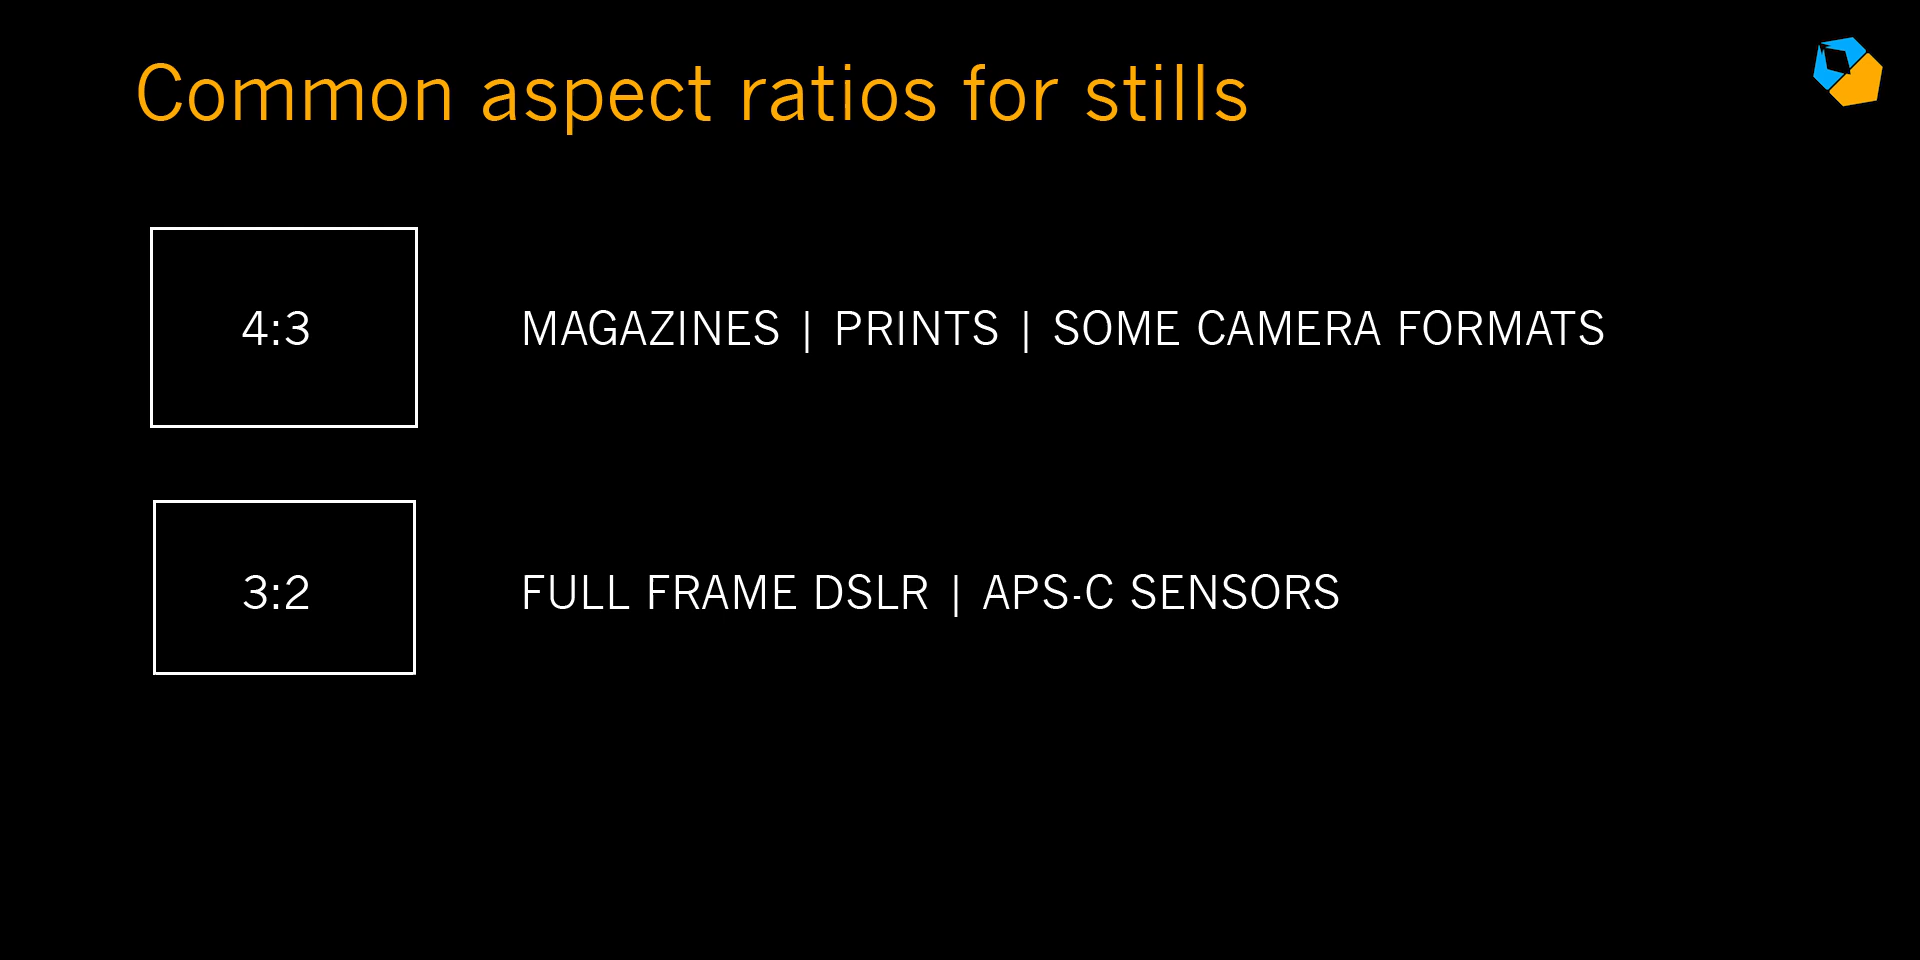 Common aspect ratios for stills
4:3
MAGAZINES | PRINTS | SOME CAMERA FORMATS
3:2
FULL FRAME DSLR | APS-C SENSORS